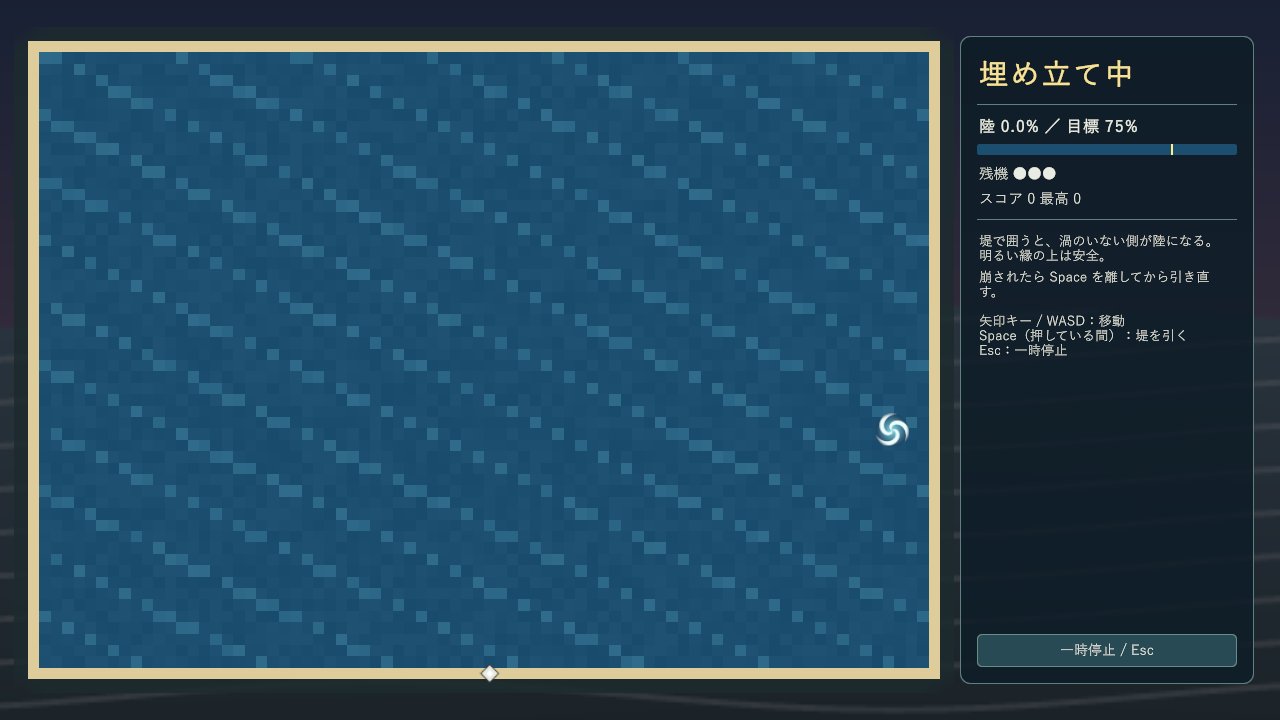 埋め立て中
陸 0.0% ／ 目標 75%
残機 ●●●
スコア 0 最高 0
堤で囲うと、渦のいない側が陸になる。
明るい縁の上は安全。
崩されたら Space を離してから引き直
す。
矢印キー / WASD：移動
Space（押している間）：堤を引く
Esc：一時停止
一時停止 / Esc